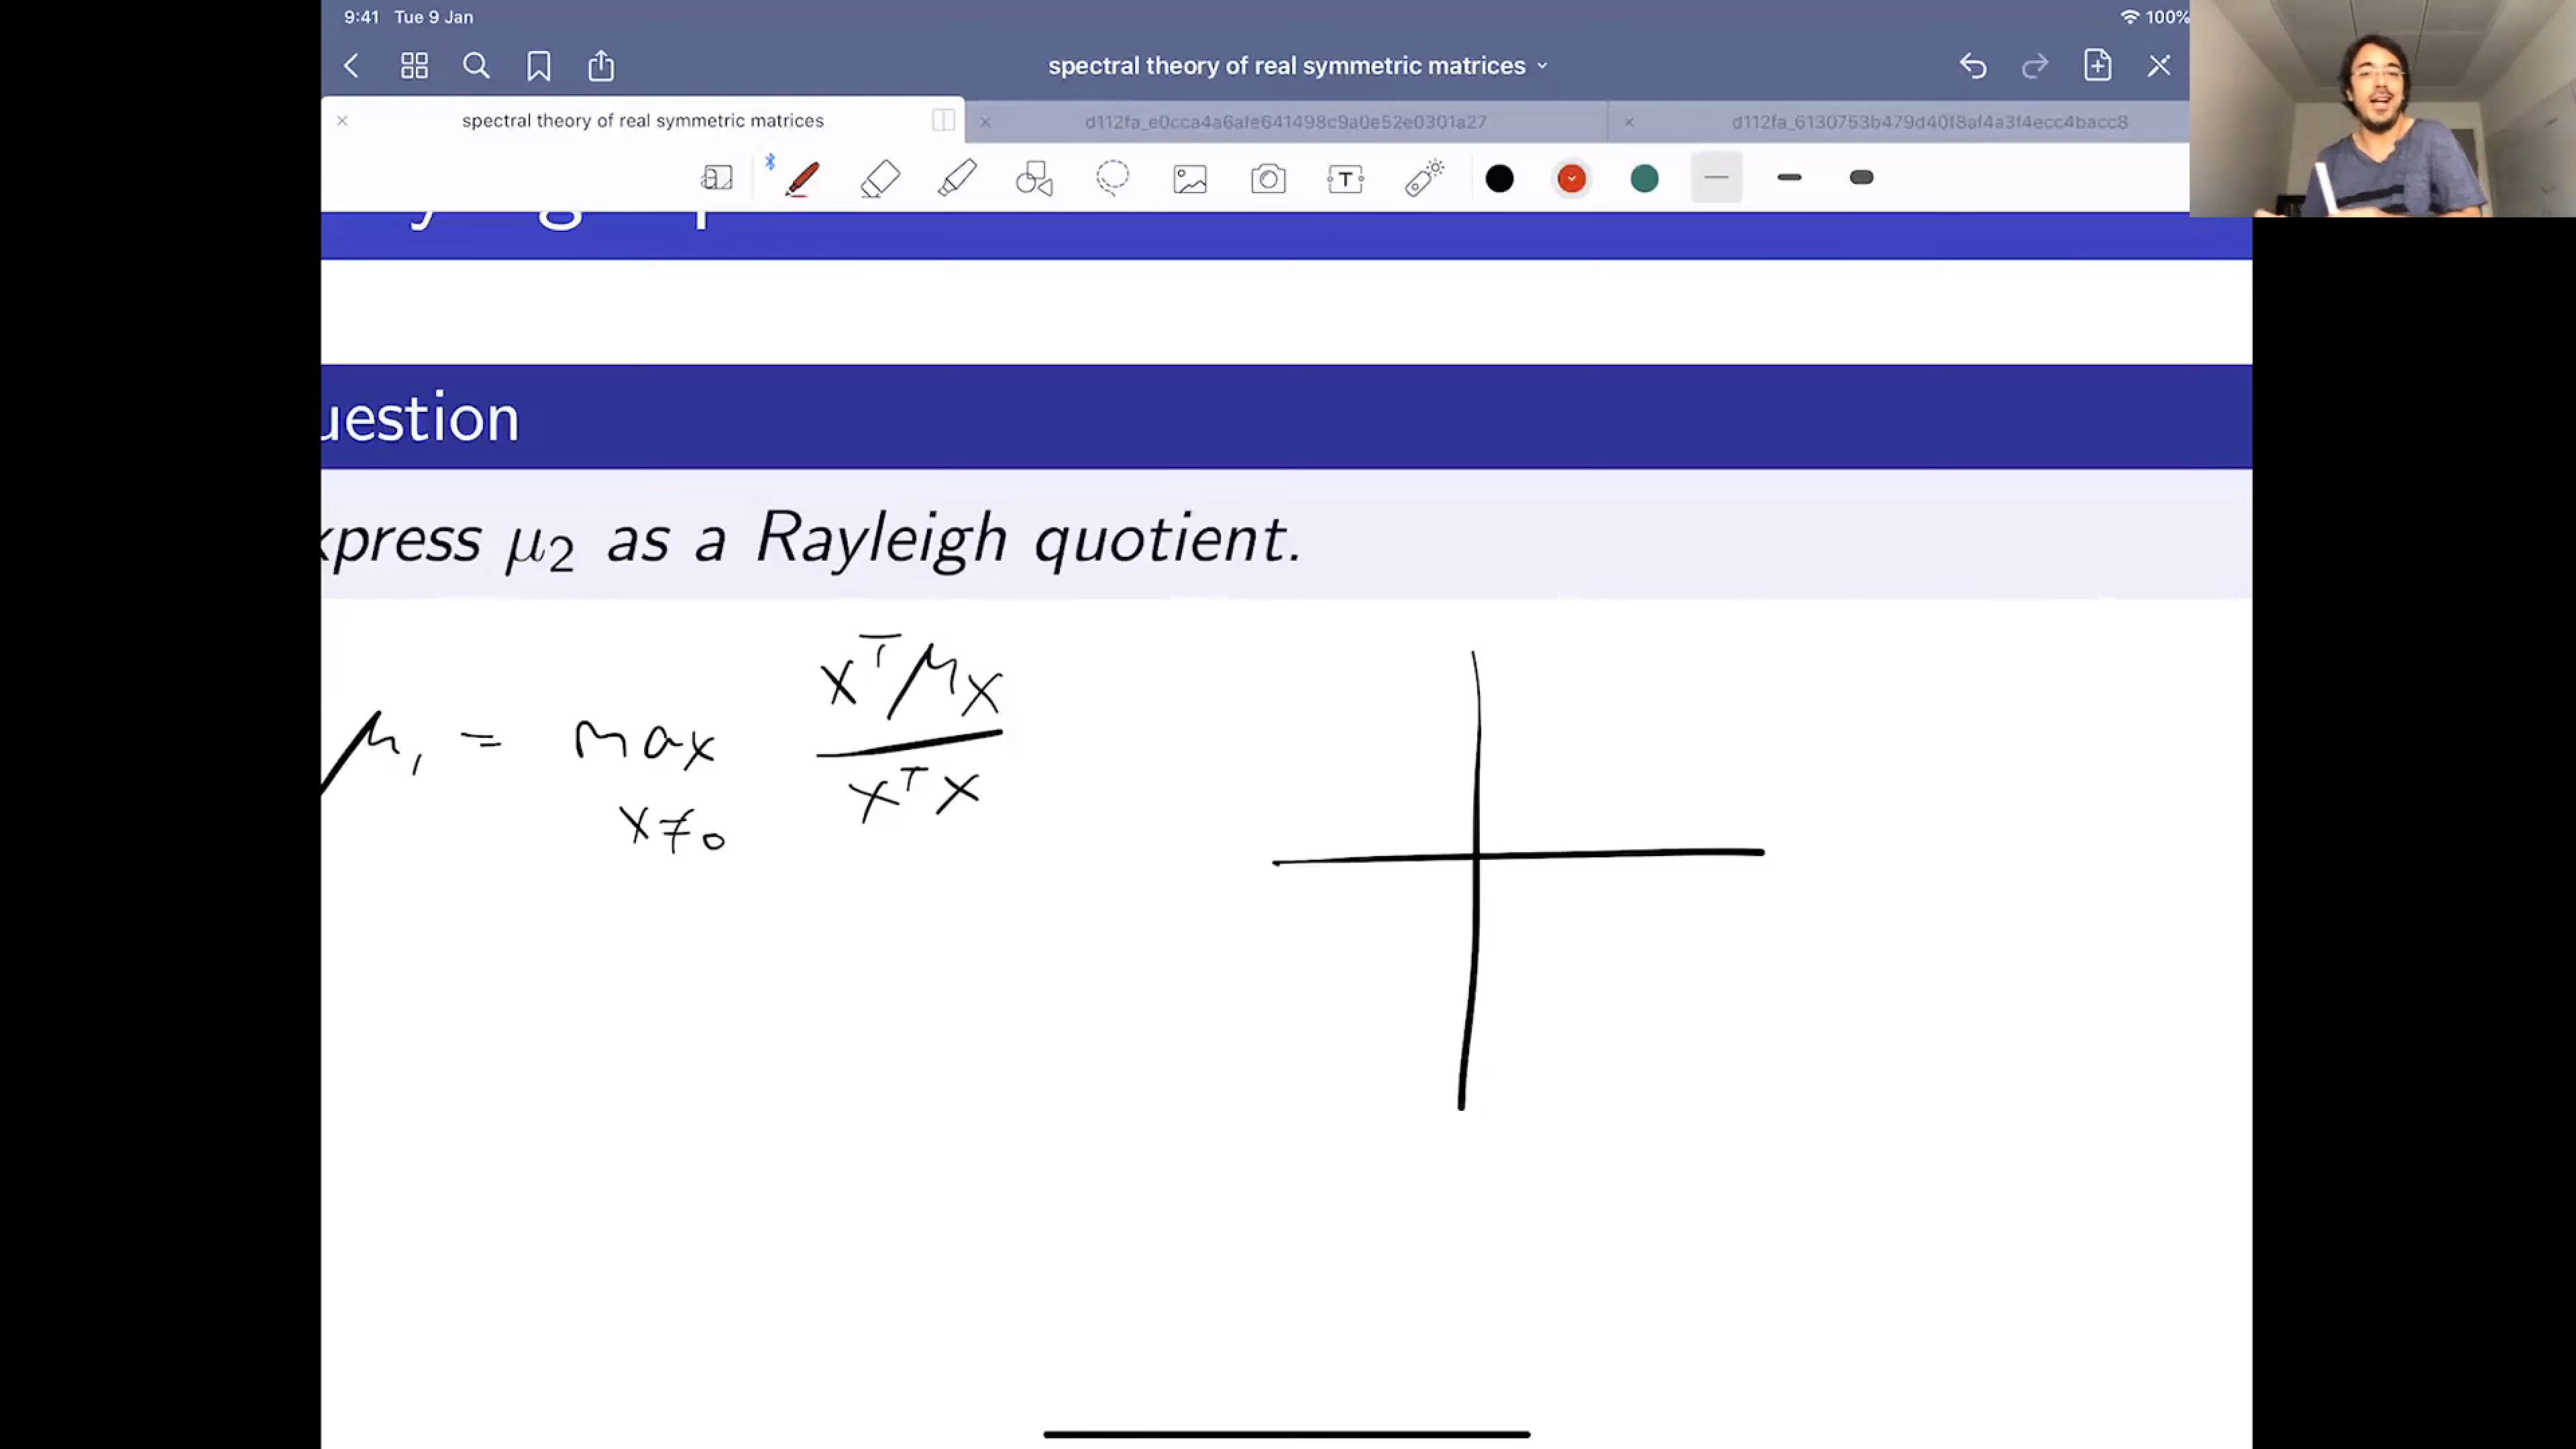 9:41 Tue 9 Jan
100%
spectral theory of real symmetric matrices
spectral theory of real symmetric matrices
d112fa_e0cca4a6afe641498c9a0e52e0301a27
d112fa_6130753b479d40f8af4a3f4ecc4bacc8
T
uestion
xpress μ₂ as a Rayleigh quotient.
μ₁ = max xᵀMx
x≠0 xᵀx